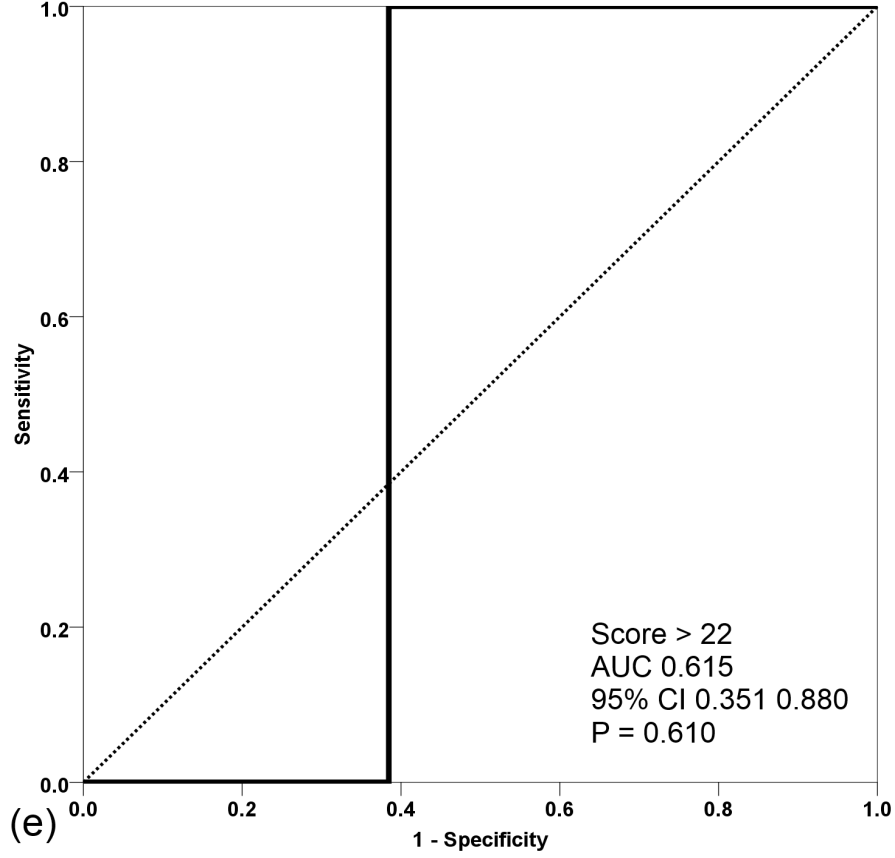 1.0
0.8
0.6
0.4
0.2
0.0
Sensitivity
0.0 0.2 0.4 0.6 0.8 1.0
1 - Specificity
Score > 22
AUC 0.615
95% CI 0.351 0.880
P = 0.610
(e)